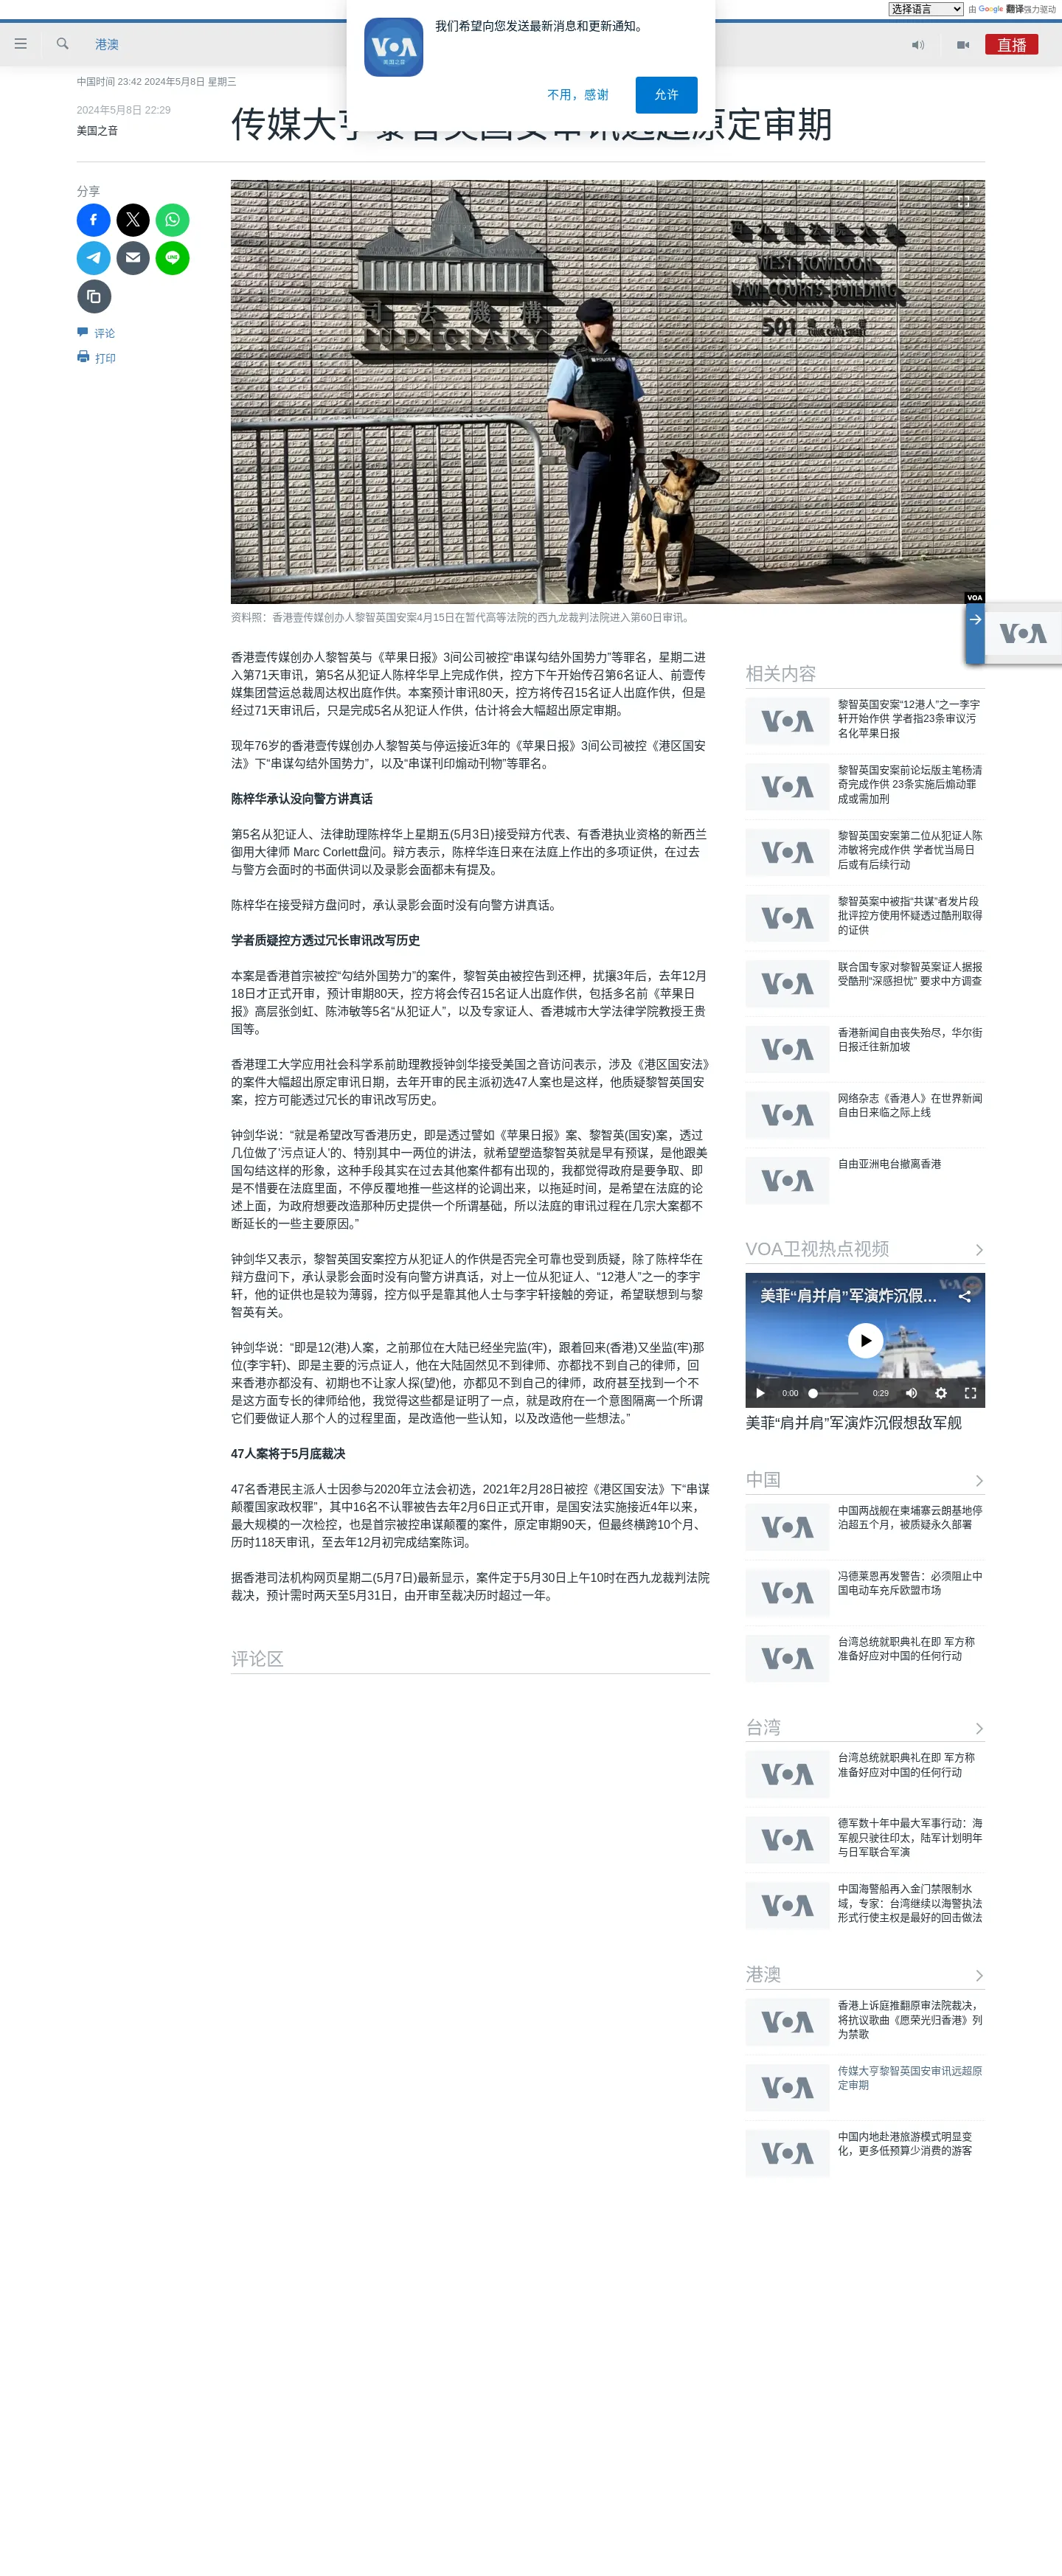 选择语言 由 Google 翻译强力驱动
港澳
直播
我们希望向您发送最新消息和更新通知。
VOA
美国之音
不用，感谢
允许
中国时间 23:42 2024年5月8日 星期三
2024年5月8日 22:29
美国之音
传媒大亨黎智英国安审讯远超原定审期
分享
评论
打印
司法機構
JUDICIARY
WEST KOWLOON
LAW COURTS BUILDING
501
POLICE
VOA
资料照：香港壹传媒创办人黎智英国安案4月15日在暂代高等法院的西九龙裁判法院进入第60日审讯。
VOA
香港壹传媒创办人黎智英与《苹果日报》3间公司被控“串谋勾结外国势力”等罪名，星期二进
入第71天审讯，第5名从犯证人陈梓华早上完成作供，控方下午开始传召第6名证人、前壹传
媒集团营运总裁周达权出庭作供。本案预计审讯80天，控方将传召15名证人出庭作供，但是
经过71天审讯后，只是完成5名从犯证人作供，估计将会大幅超出原定审期。
现年76岁的香港壹传媒创办人黎智英与停运接近3年的《苹果日报》3间公司被控《港区国安
法》下“串谋勾结外国势力”，以及“串谋刊印煽动刊物”等罪名。
陈梓华承认没向警方讲真话
第5名从犯证人、法律助理陈梓华上星期五(5月3日)接受辩方代表、有香港执业资格的新西兰
御用大律师 Marc Corlett盘问。辩方表示，陈梓华连日来在法庭上作出的多项证供，在过去
与警方会面时的书面供词以及录影会面都未有提及。
陈梓华在接受辩方盘问时，承认录影会面时没有向警方讲真话。
学者质疑控方透过冗长审讯改写历史
本案是香港首宗被控“勾结外国势力”的案件，黎智英由被控告到还柙，扰攘3年后，去年12月
18日才正式开审，预计审期80天，控方将会传召15名证人出庭作供，包括多名前《苹果日
报》高层张剑虹、陈沛敏等5名“从犯证人”，以及专家证人、香港城市大学法律学院教授王贵
国等。
香港理工大学应用社会科学系前助理教授钟剑华接受美国之音访问表示，涉及《港区国安法》
的案件大幅超出原定审讯日期，去年开审的民主派初选47人案也是这样，他质疑黎智英国安
案，控方可能透过冗长的审讯改写历史。
钟剑华说：“就是希望改写香港历史，即是透过譬如《苹果日报》案、黎智英(国安)案，透过
几位做了‘污点证人’的、特别其中一两位的讲法，就希望塑造黎智英就是早有预谋，是他跟美
国勾结这样的形象，这种手段其实在过去其他案件都有出现的，我都觉得政府是要争取、即
是不惜要在法庭里面，不停反覆地推一些这样的论调出来，以拖延时间，是希望在法庭的论
述上面，为政府想要改造那种历史提供一个所谓基础，所以法庭的审讯过程在几宗大案都不
断延长的一些主要原因。”
钟剑华又表示，黎智英国安案控方从犯证人的作供是否完全可靠也受到质疑，除了陈梓华在
辩方盘问下，承认录影会面时没有向警方讲真话，对上一位从犯证人、“12港人”之一的李宇
轩，他的证供也是较为薄弱，控方似乎是靠其他人士与李宇轩接触的旁证，希望联想到与黎
智英有关。
钟剑华说：“即是12(港)人案，之前那位在大陆已经坐完监(牢)，跟着回来(香港)又坐监(牢)那
位(李宇轩)、即是主要的污点证人，他在大陆固然见不到律师、亦都找不到自己的律师，回
来香港亦都没有、初期也不让家人探(望)他，亦都见不到自己的律师，政府甚至找到一个不
是这方面专长的律师给他，我觉得这些都是证明了一点，就是政府在一个意图隔离一个所谓
它们要做证人那个人的过程里面，是改造他一些认知，以及改造他一些想法。”
47人案将于5月底裁决
47名香港民主派人士因参与2020年立法会初选，2021年2月28日被控《港区国安法》下“串谋
颠覆国家政权罪”，其中16名不认罪被告去年2月6日正式开审，是国安法实施接近4年以来，
最大规模的一次检控，也是首宗被控串谋颠覆的案件，原定审期90天，但最终横跨10个月、
历时118天审讯，至去年12月初完成结案陈词。
据香港司法机构网页星期二(5月7日)最新显示，案件定于5月30日上午10时在西九龙裁判法院
裁决，预计需时两天至5月31日，由开审至裁决历时超过一年。
评论区
相关内容
VOA
黎智英国安案“12港人”之一李宇
轩开始作供 学者指23条审议污
名化苹果日报
VOA
黎智英国安案前论坛版主笔杨清
奇完成作供 23条实施后煽动罪
成或需加刑
VOA
黎智英国安案第二位从犯证人陈
沛敏将完成作供 学者忧当局日
后或有后续行动
VOA
黎智英案中被指“共谋”者发片段
批评控方使用怀疑透过酷刑取得
的证供
VOA
联合国专家对黎智英案证人据报
受酷刑“深感担忧” 要求中方调查
VOA
香港新闻自由丧失殆尽，华尔街
日报迁往新加坡
VOA
网络杂志《香港人》在世界新闻
自由日来临之际上线
VOA
自由亚洲电台撤离香港
VOA卫视热点视频
美菲“肩并肩”军演炸沉假...
VOA
0:00
0:29
美菲“肩并肩”军演炸沉假想敌军舰
中国
VOA
中国两战舰在柬埔寨云朗基地停
泊超五个月，被质疑永久部署
VOA
冯德莱恩再发警告：必须阻止中
国电动车充斥欧盟市场
VOA
台湾总统就职典礼在即 军方称
准备好应对中国的任何行动
台湾
VOA
台湾总统就职典礼在即 军方称
准备好应对中国的任何行动
VOA
德军数十年中最大军事行动：海
军舰只驶往印太，陆军计划明年
与日军联合军演
VOA
中国海警船再入金门禁限制水
域，专家：台湾继续以海警执法
形式行使主权是最好的回击做法
港澳
VOA
香港上诉庭推翻原审法院裁决，
将抗议歌曲《愿荣光归香港》列
为禁歌
VOA
传媒大亨黎智英国安审讯远超原
定审期
VOA
中国内地赴港旅游模式明显变
化，更多低预算少消费的游客